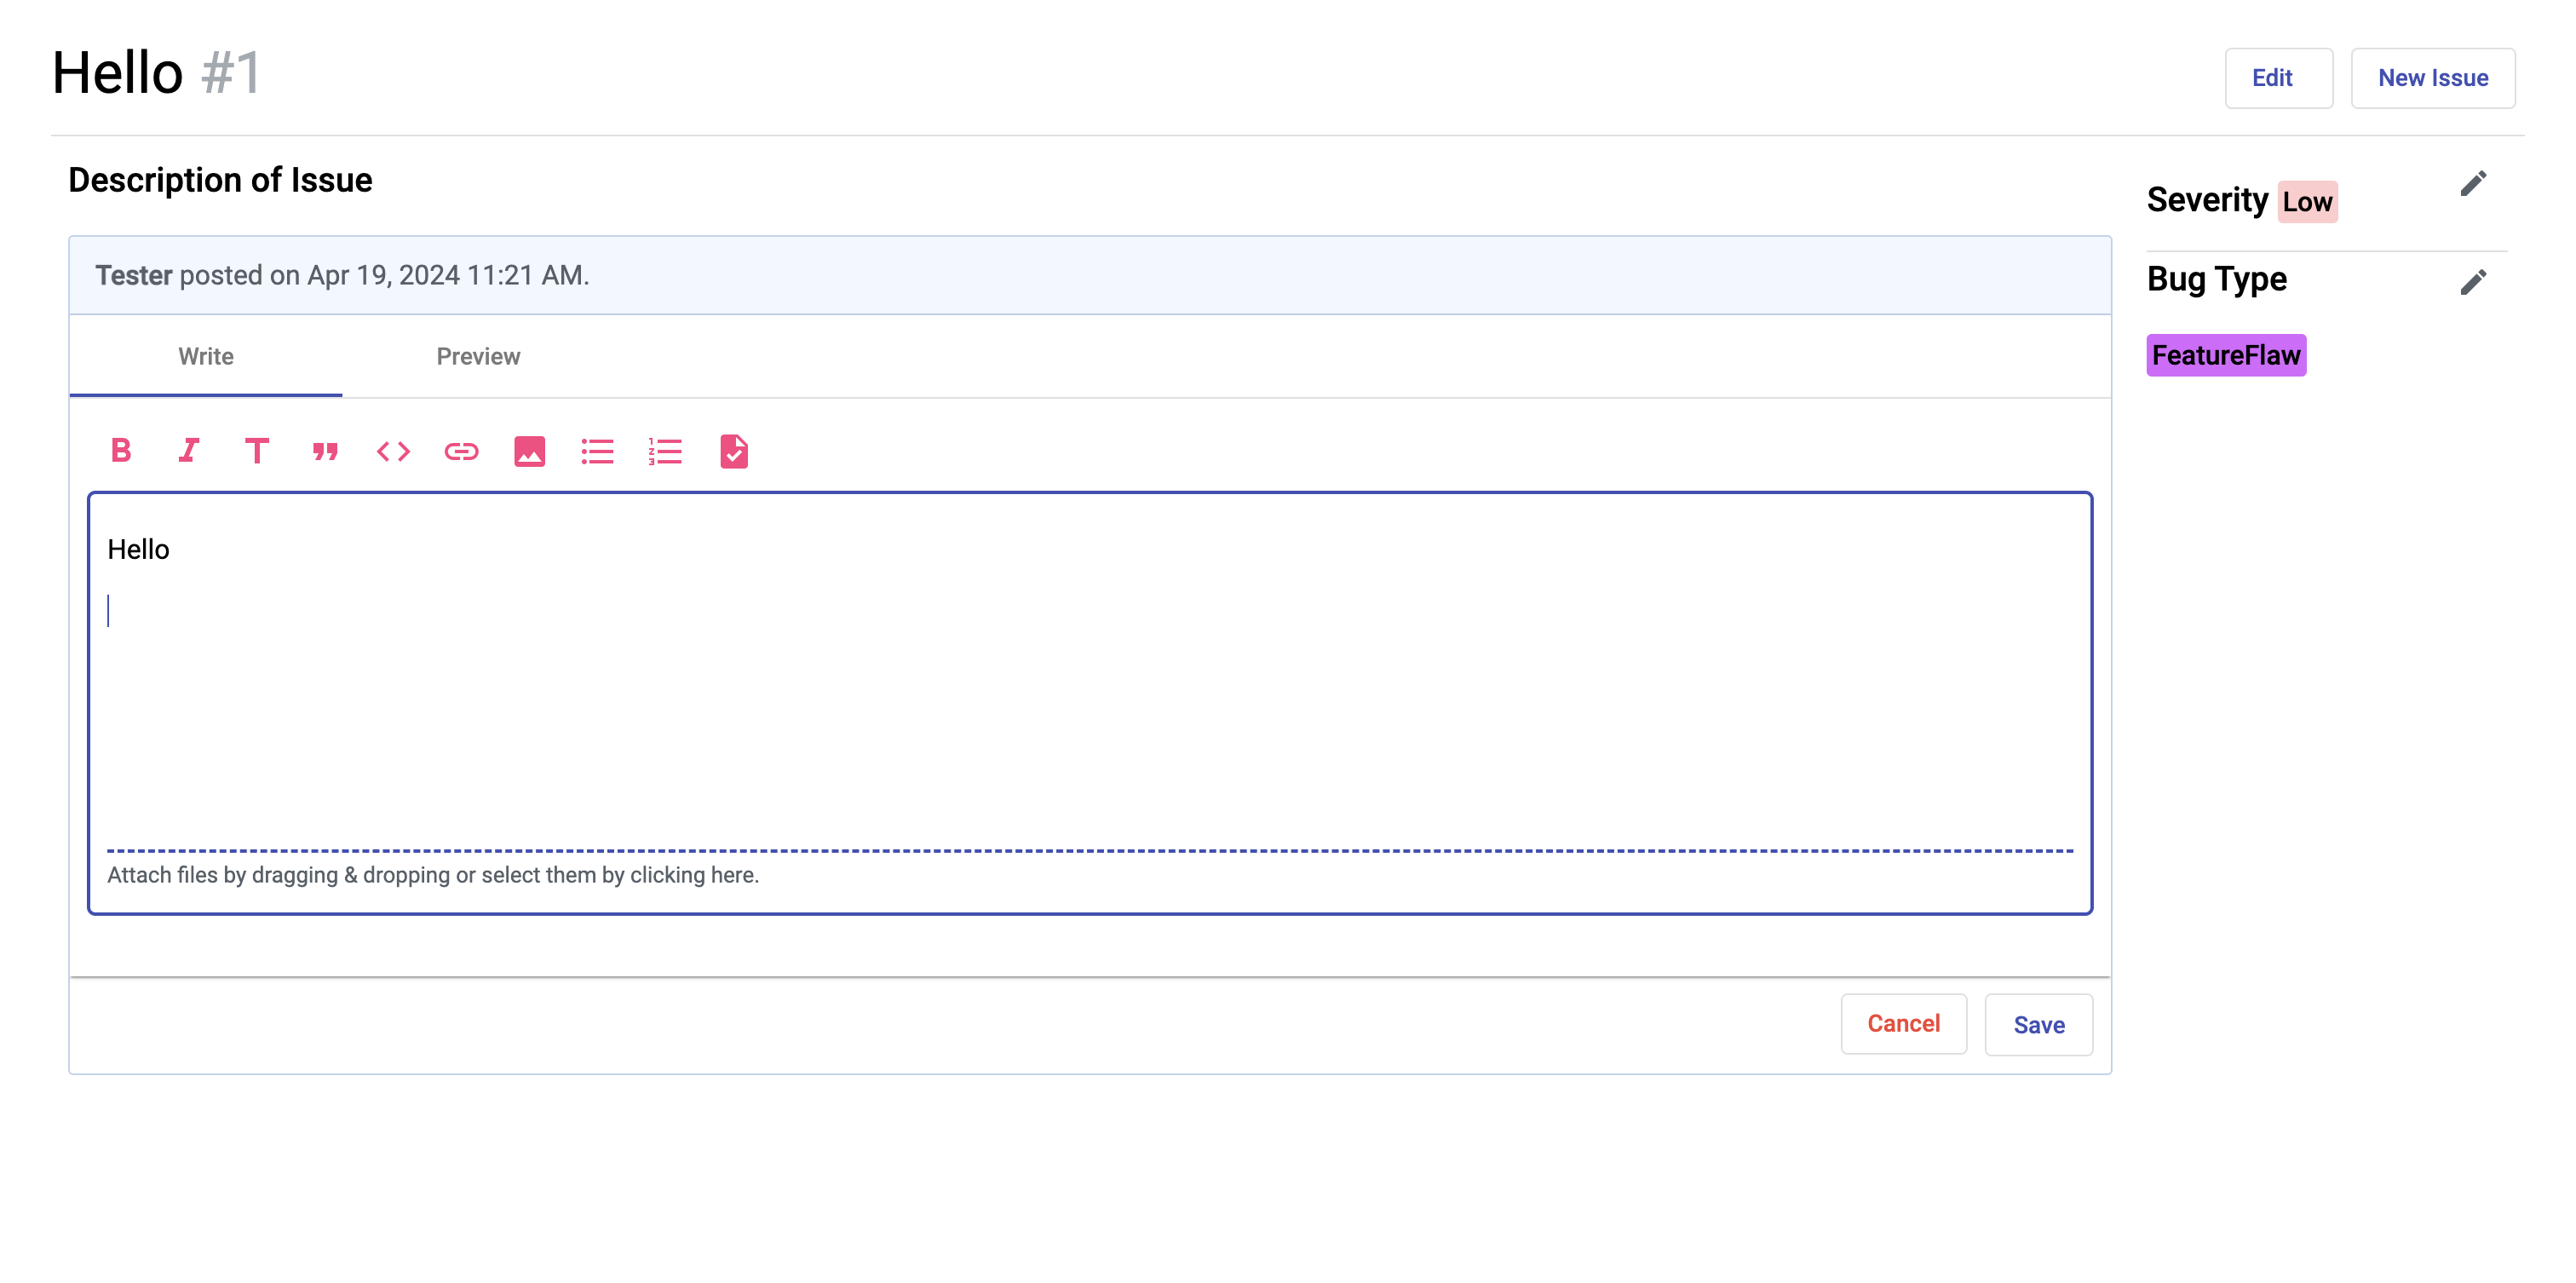 Hello #1
Edit
New Issue
Description of Issue
Severity Low
Tester posted on Apr 19, 2024 11:21 AM.
Bug Type
Write
Preview
FeatureFlaw
Hello
Attach files by dragging & dropping or select them by clicking here.
Cancel
Save